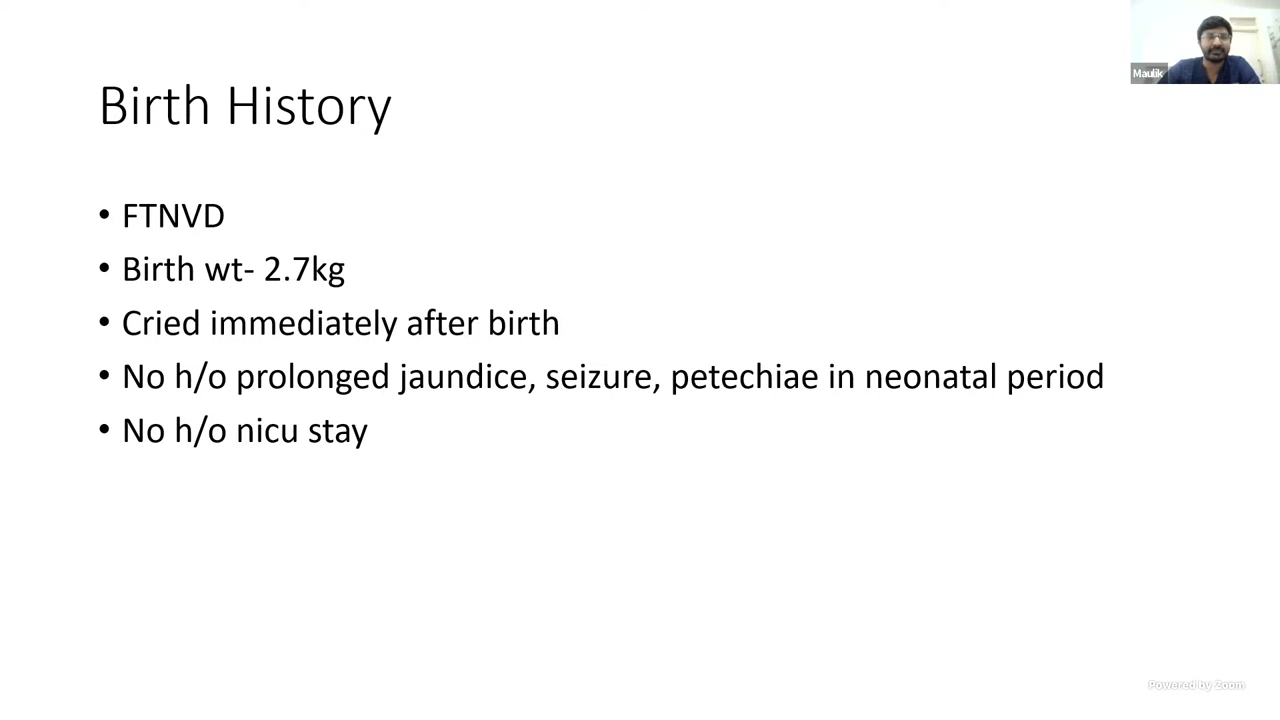 Maulik
Birth History
• FTNVD
• Birth wt- 2.7kg
• Cried immediately after birth
• No h/o prolonged jaundice, seizure, petechiae in neonatal period
• No h/o nicu stay
Powered by Zoom